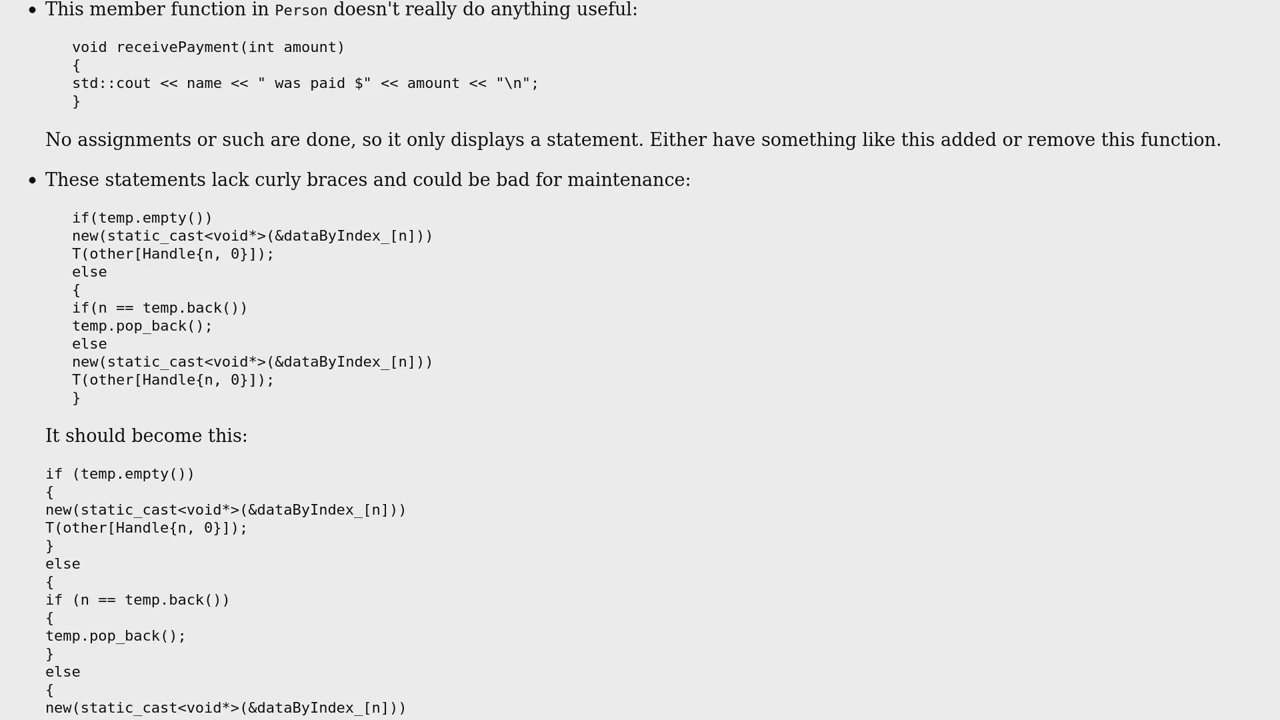 • This member function in Person doesn't really do anything useful:
void receivePayment(int amount)
{
std::cout << name << " was paid $" << amount << "\n";
}
No assignments or such are done, so it only displays a statement. Either have something like this added or remove this function.
• These statements lack curly braces and could be bad for maintenance:
if(temp.empty())
new(static_cast<void*>(&dataByIndex_[n]))
T(other[Handle{n, 0}]);
else
{
if(n == temp.back())
temp.pop_back();
else
new(static_cast<void*>(&dataByIndex_[n]))
T(other[Handle{n, 0}]);
}
It should become this:
if (temp.empty())
{
new(static_cast<void*>(&dataByIndex_[n]))
T(other[Handle{n, 0}]);
}
else
{
if (n == temp.back())
{
temp.pop_back();
}
else
{
new(static_cast<void*>(&dataByIndex_[n]))